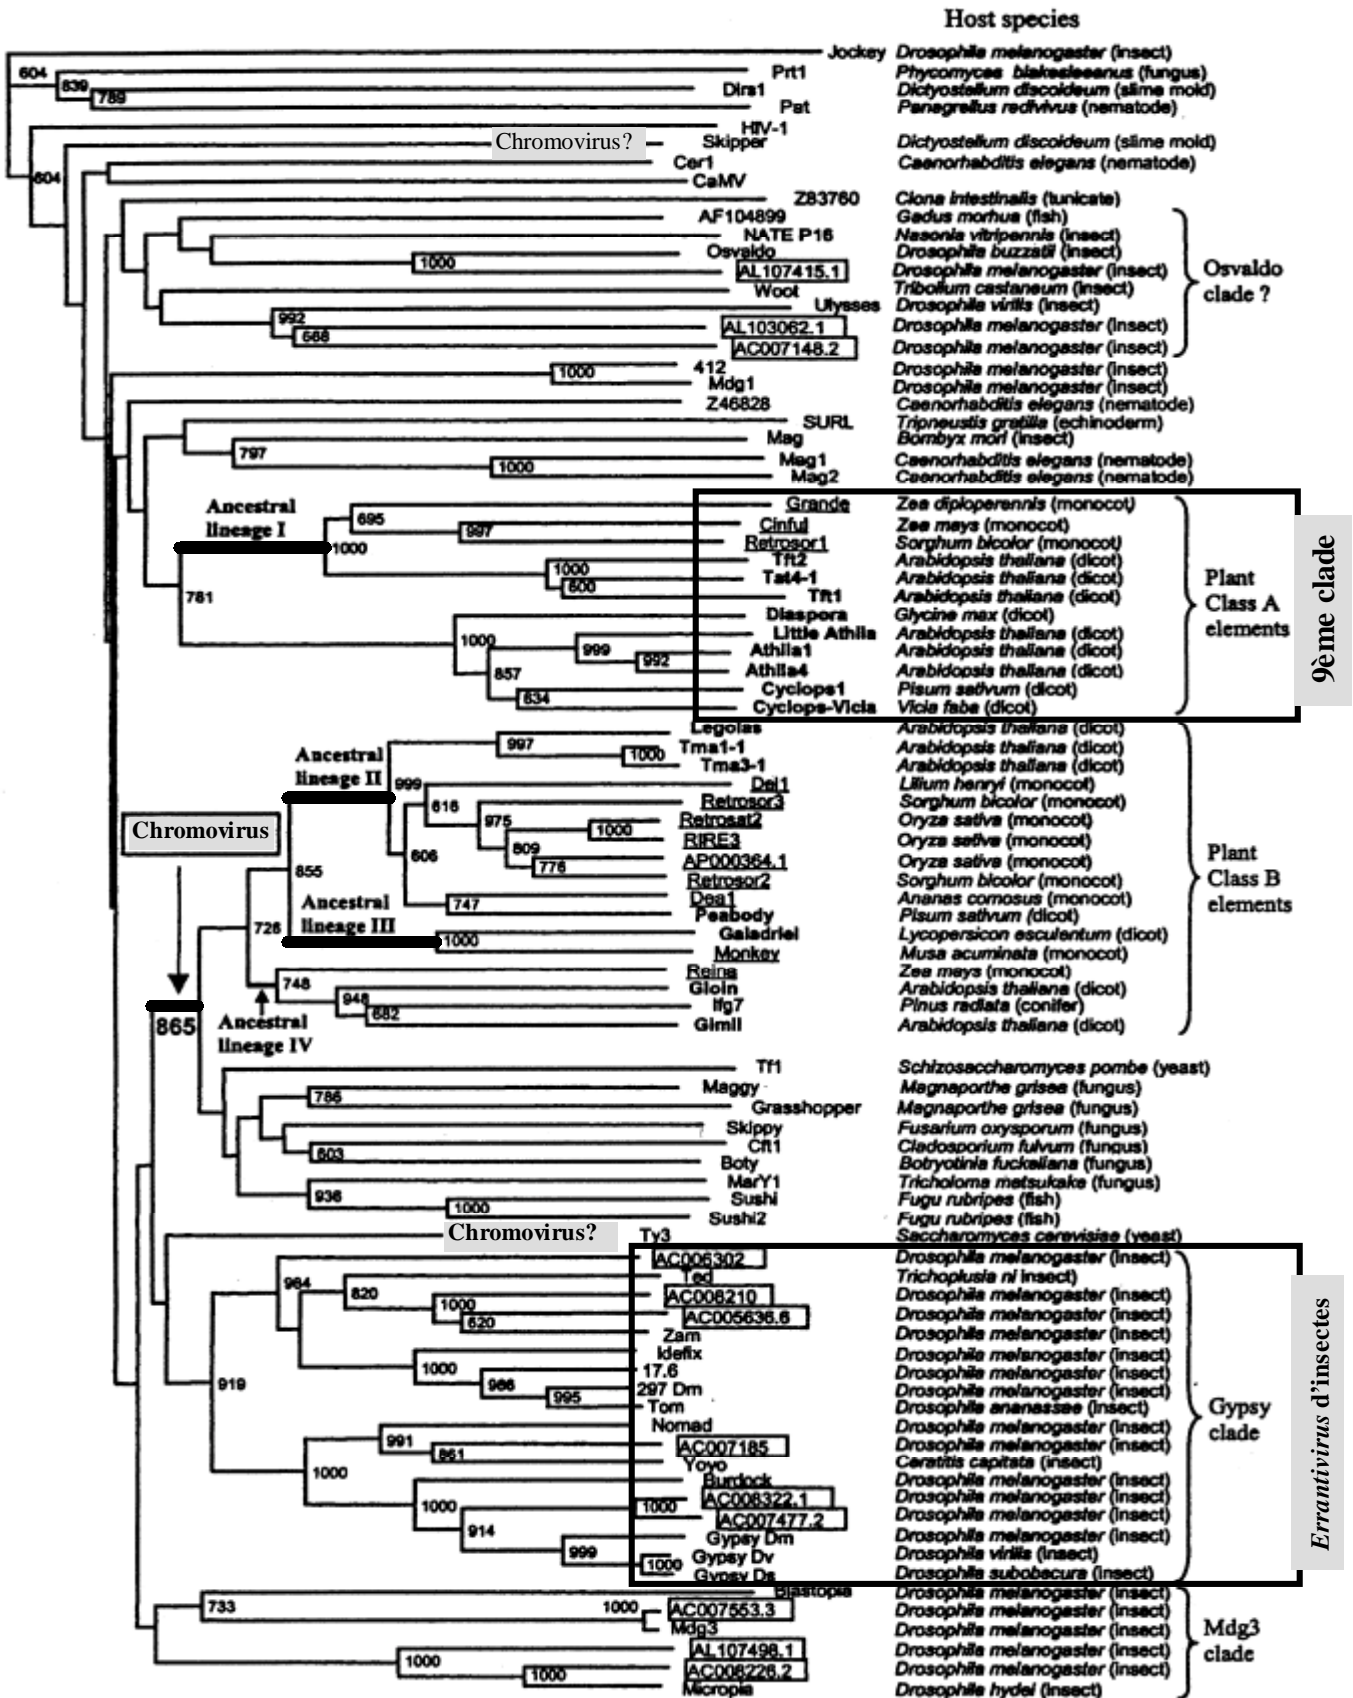 Host species
Jockey Drosophila melanogaster (insect)
604 Prt1 Phycomyces blakesleeanus (fungus)
839 Dirs1 Dictyostelium discoideum (slime mold)
789 Pat Panagrellus redivivus (nematode)
HIV-1
Chromovirus? Skipper Dictyostelium discoideum (slime mold)
Cer1 Caenorhabditis elegans (nematode)
604 CaMV
Z83760 Ciona intestinalis (tunicate)
AF104899 Gadus morhua (fish)
NATE P16 Nasonia vitripennis (insect)
Osvaldo Drosophila buzzatii (insect)
1000 AL107415.1 Drosophila melanogaster (insect)
Osvaldo
clade ?
Woot Tribolium castaneum (insect)
Ulysses Drosophila virilis (insect)
992 AL103062.1 Drosophila melanogaster (insect)
668 AC007148.2 Drosophila melanogaster (insect)
412 Drosophila melanogaster (insect)
1000 Mdg1 Drosophila melanogaster (insect)
Z46828 Caenorhabditis elegans (nematode)
SURL Tripneustis gratilla (echinoderm)
Mag Bombyx mori (insect)
797 Mag1 Caenorhabditis elegans (nematode)
1000 Mag2 Caenorhabditis elegans (nematode)
Ancestral
lineage I
Grande Zea diploperennis (monocot)
695 Cinful Zea mays (monocot)
997 Retrosor1 Sorghum bicolor (monocot)
1000 Tft2 Arabidopsis thaliana (dicot)
1000 Tat4-1 Arabidopsis thaliana (dicot)
600 Tft1 Arabidopsis thaliana (dicot)
781 Diaspora Glycine max (dicot)
Plant
Class A
elements
9ème clade
1000 Little Athila Arabidopsis thaliana (dicot)
999 Athila1 Arabidopsis thaliana (dicot)
992 Athila4 Arabidopsis thaliana (dicot)
857 Cyclops1 Pisum sativum (dicot)
634 Cyclops-Vicia Vicia faba (dicot)
Legolas Arabidopsis thaliana (dicot)
997 Tma1-1 Arabidopsis thaliana (dicot)
1000 Tma3-1 Arabidopsis thaliana (dicot)
Ancestral
lineage II
999 Del1 Lilium henryi (monocot)
616 Retrosor3 Sorghum bicolor (monocot)
975 Retrosat2 Oryza sativa (monocot)
1000 RIRE3 Oryza sativa (monocot)
Chromovirus
809 AP000364.1 Oryza sativa (monocot)
606 776 Retrosor2 Sorghum bicolor (monocot)
855 Dea1 Ananas comosus (monocot)
747 Peabody Pisum sativum (dicot)
Plant
Class B
elements
Ancestral
lineage III
726 Galadriel Lycopersicon esculentum (dicot)
1000 Monkey Musa acuminata (monocot)
Reina Zea mays (monocot)
748 Gloin Arabidopsis thaliana (dicot)
948 Ifg7 Pinus radiata (conifer)
682 Gimli Arabidopsis thaliana (dicot)
865
Ancestral
lineage IV
Tf1 Schizosaccharomyces pombe (yeast)
Maggy Magnaporthe grisea (fungus)
786 Grasshopper Magnaporthe grisea (fungus)
Skippy Fusarium oxysporum (fungus)
Cft1 Cladosporium fulvum (fungus)
603 Boty Botryotinia fuckeliana (fungus)
MarY1 Tricholoma matsukake (fungus)
936 Sushi Fugu rubripes (fish)
1000 Sushi2 Fugu rubripes (fish)
Chromovirus? Ty3 Saccharomyces cerevisiae (yeast)
AC006302 Drosophila melanogaster (insect)
984 Ted Trichoplusia ni insect)
820 AC008210 Drosophila melanogaster (insect)
1000 AC005636.6 Drosophila melanogaster (insect)
620 Zam Drosophila melanogaster (insect)
Idefix Drosophila melanogaster (insect)
1000 17.6 Drosophila melanogaster (insect)
986 297 Dm Drosophila melanogaster (insect)
995 Tom Drosophila ananassae (insect)
919 Nomad Drosophila melanogaster (insect)
991 AC007185 Drosophila melanogaster (insect)
861 Yoyo Ceratitis capitata (insect)
1000 Burdock Drosophila melanogaster (insect)
Gypsy
clade
Errantivirus d’insectes
1000 1000 AC008322.1 Drosophila melanogaster (insect)
AC007477.2 Drosophila melanogaster (insect)
914 Gypsy Dm Drosophila melanogaster (insect)
999 Gypsy Dv Drosophila virilis (insect)
1000 Gypsy Ds Drosophila subobscura (insect)
Blastopia Drosophila melanogaster (insect)
733 1000 AC007553.3 Drosophila melanogaster (insect)
Mdg3 Drosophila melanogaster (insect)
AL107498.1 Drosophila melanogaster (insect)
1000 AC008226.2 Drosophila melanogaster (insect)
1000 Micropia Drosophila hydei (insect)
Mdg3
clade